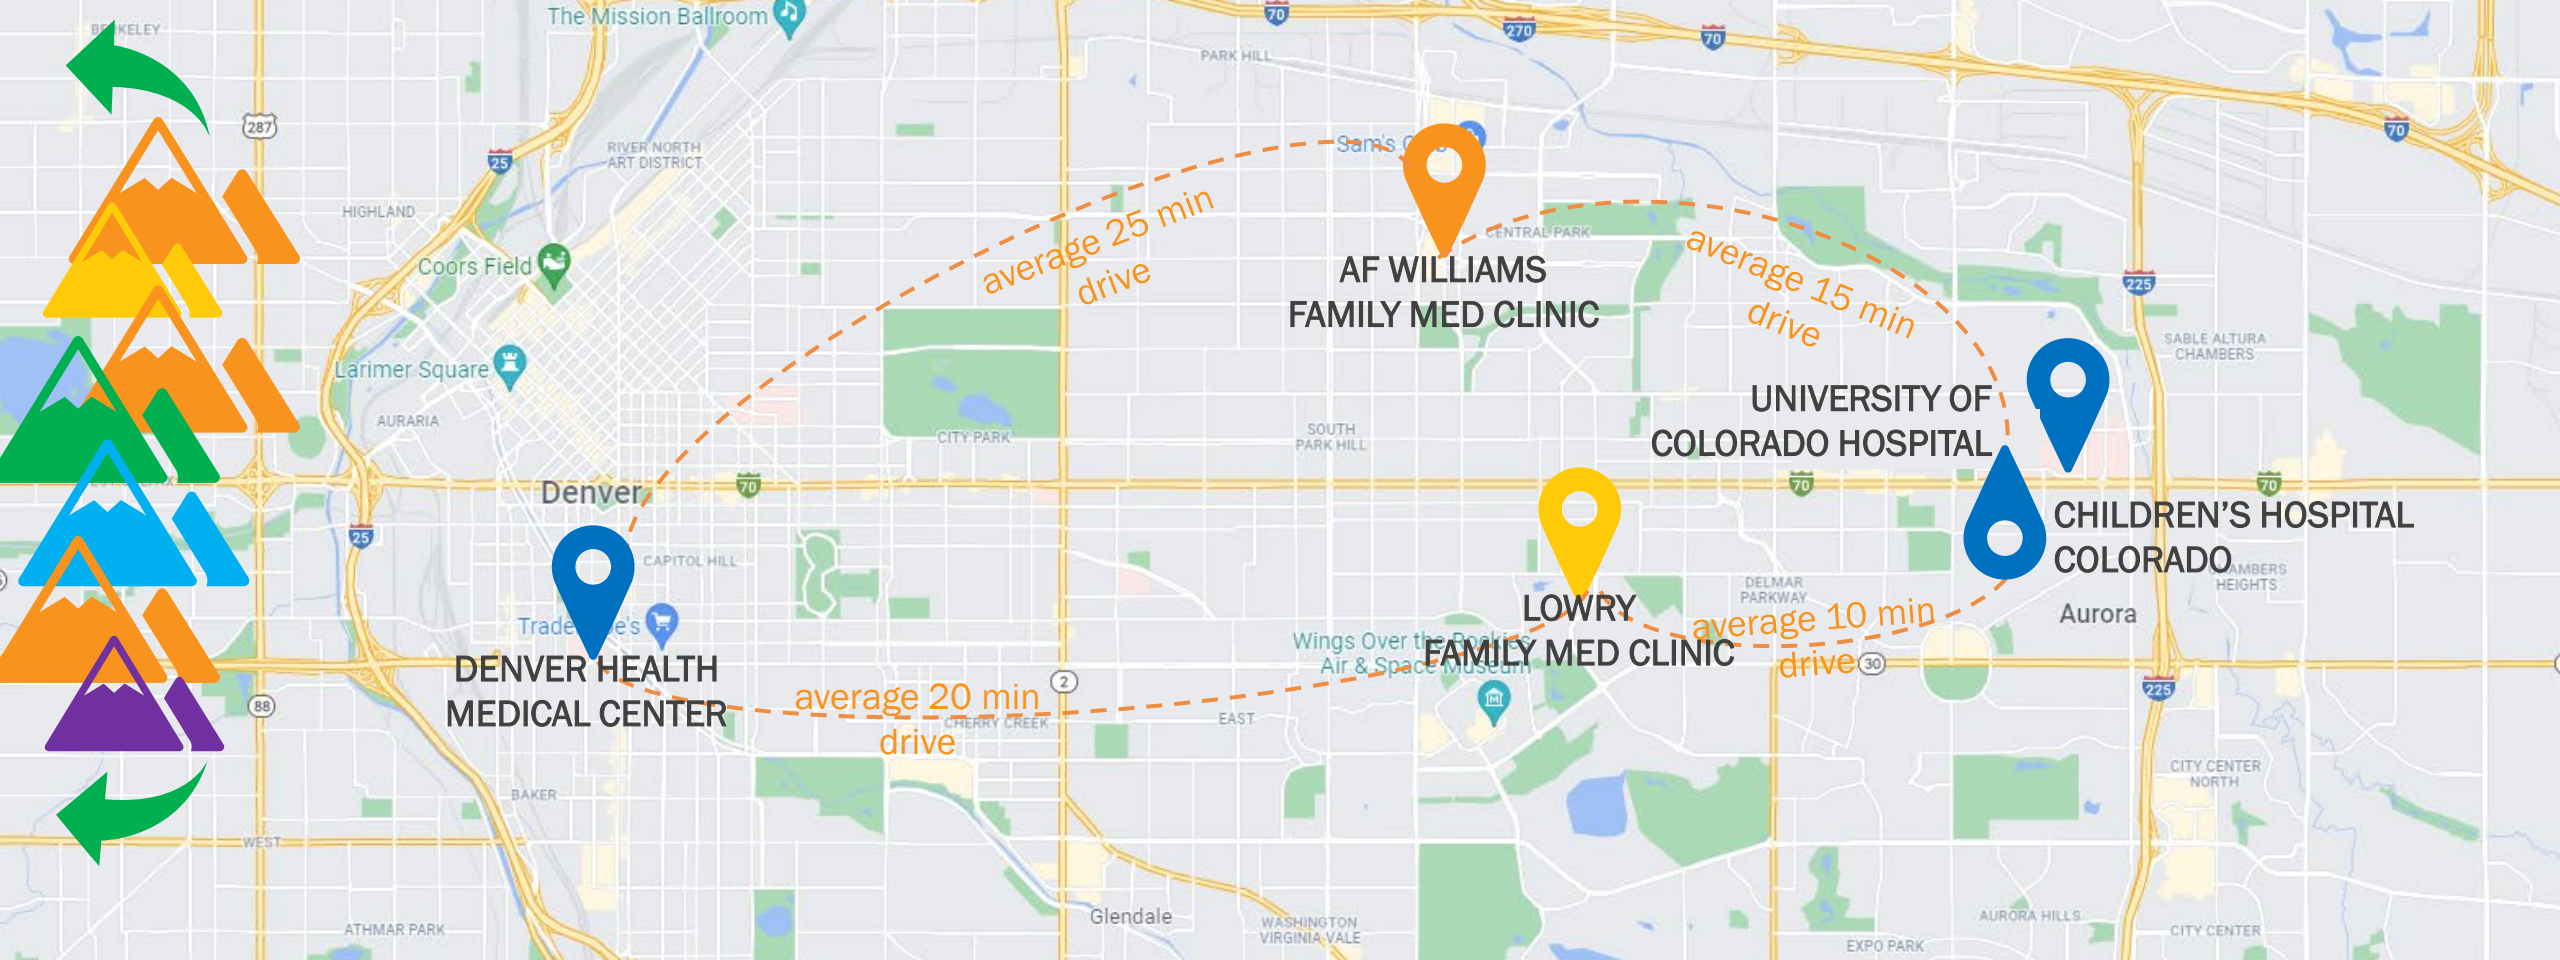 The Mission Ballroom
70
270
70
PARK HILL
287
25
RIVER NORTH
ART DISTRICT
Sam's
70
HIGHLAND
average 25 min
drive
CENTRAL PARK
average 15 min
drive
Coors Field
AF WILLIAMS
FAMILY MED CLINIC
225
SABLE ALTURA
CHAMBERS
Larimer Square
AURARIA
CITY PARK
SOUTH
PARK HILL
UNIVERSITY OF
COLORADO HOSPITAL
Denver
70
70
70
25
CAPITOL HILL
CHILDREN'S HOSPITAL
COLORADO
HEIGHTS
DELMAR
PARKWAY
Aurora
LOWRY
FAMILY MED CLINIC
average 10 min
drive
30
Wings Over the Rockies
Air & Space Museum
DENVER HEALTH
MEDICAL CENTER
88
average 20 min
drive
2
CHERRY CREEK
EAST
225
CITY CENTER
NORTH
BAKER
WEST
Glendale
ATHMAR PARK
WASHINGTON
VIRGINIA VALE
AURORA HILLS
EXPO PARK
CITY CENTER